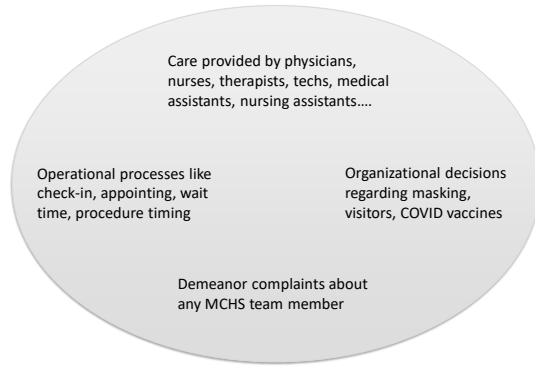 Care provided by physicians,
nurses, therapists, techs, medical
assistants, nursing assistants....
Operational processes like
check-in, appointing, wait
time, procedure timing
Organizational decisions
regarding masking,
visitors, COVID vaccines
Demeanor complaints about
any MCHS team member